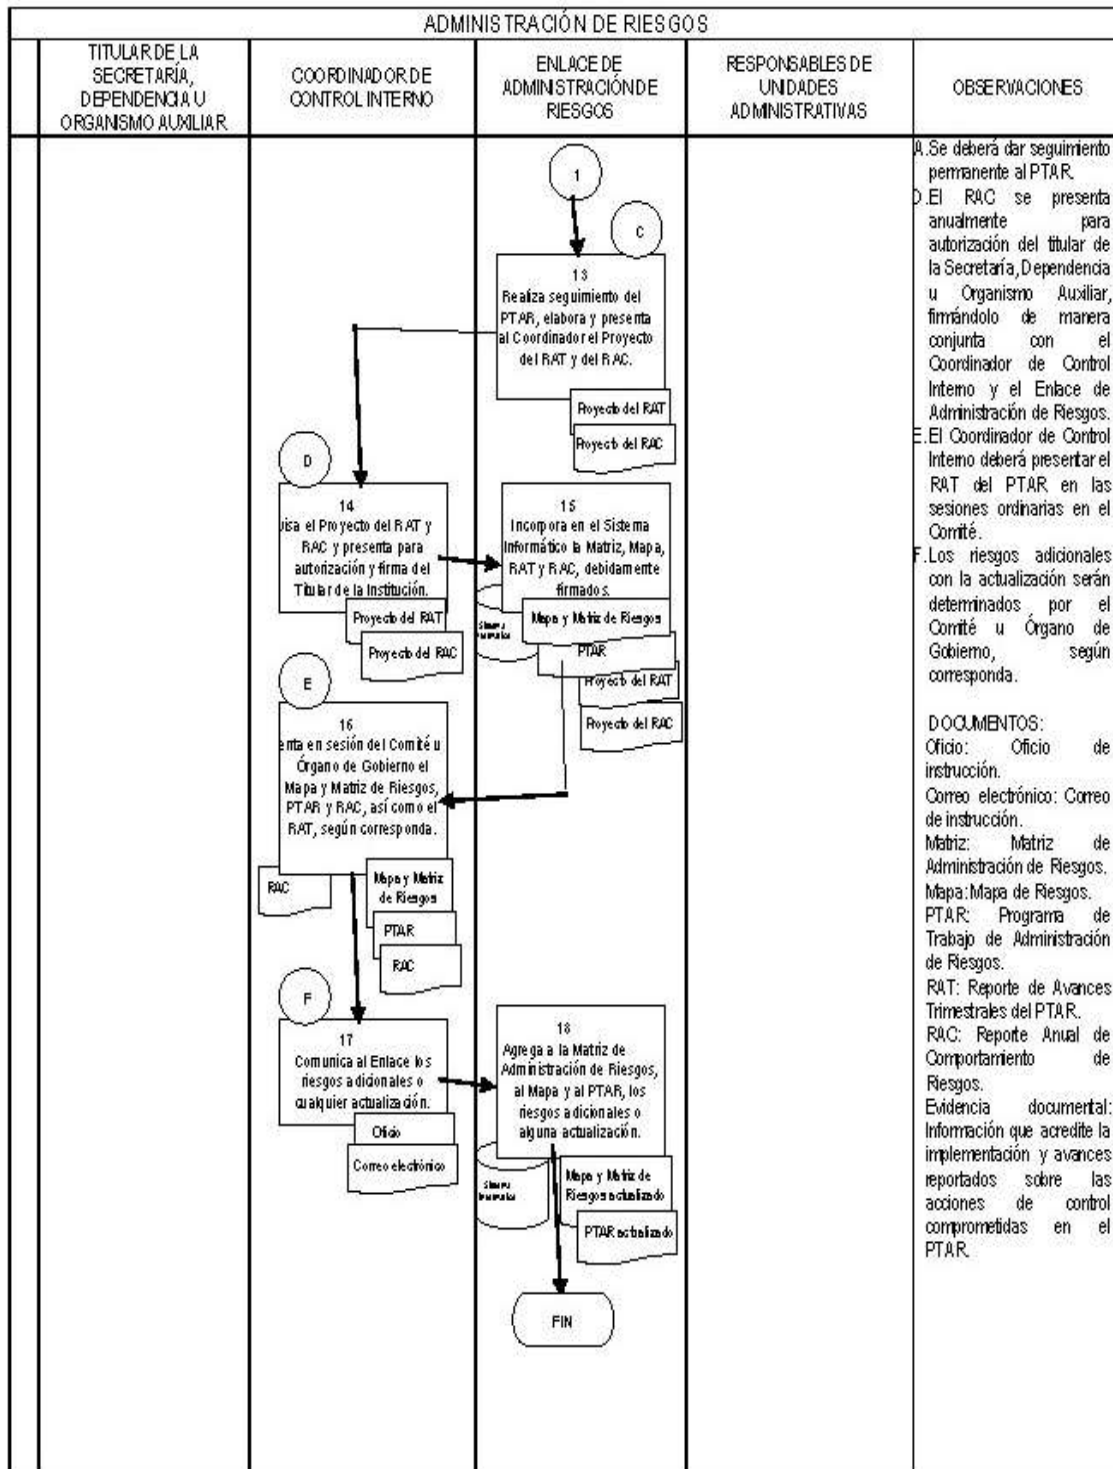 ADMINISTRACIÓN DE RIESGOS
TITULAR DE LA
SECRETARÍA,
DEPENDENCIA U
ORGANISMO AUXILIAR
COORDINADOR DE
CONTROL INTERNO
ENLACE DE
ADMINISTRACIÓN DE
RIESGOS
RESPONSABLES DE
UNIDADES
ADMINISTRATIVAS
OBSERVACIONES
1
C
13
Realiza seguimiento del
PTAR, elabora y presenta
al Coordinador el Proyecto
del RAT y del RAC.
Proyecto del RAT
Proyecto del RAC
D
14
isa el Proyecto del RAT y
RAC y presenta para
autorización y firma del
Titular de la Institución.
Proyecto del RAT
Proyecto del RAC
15
Incorpora en el Sistema
Informático la Matriz, Mapa,
RAT y RAC, debidamente
firmados.
Mapa y Matriz de Riesgos
PTAR
Proyecto del RAT
Proyecto del RAC
E
16
enta en sesión del Comité u
Órgano de Gobierno el
Mapa y Matriz de Riesgos,
PTAR y RAC, así como el
RAT, según corresponda.
RAC
Mapa y Matriz
de Riesgos
PTAR
RAC
F
17
Comunica al Enlace los
riesgos adicionales o
cualquier actualización.
Oficio
Correo electrónico
18
Agrega a la Matriz de
Administración de Riesgos,
al Mapa y al PTAR, los
riesgos adicionales o
alguna actualización.
Mapa y Matriz de
Riesgos actualizado
PTAR actualizado
FIN
A. Se deberá dar seguimiento
permanente al PTAR.
D. El RAC se presenta
anualmente para
autorización del titular de
la Secretaría, Dependencia
u Organismo Auxiliar,
firmándolo de manera
conjunta con el
Coordinador de Control
Interno y el Enlace de
Administración de Riesgos.
E. El Coordinador de Control
Interno deberá presentar el
RAT del PTAR en las
sesiones ordinarias en el
Comité.
F. Los riesgos adicionales
con la actualización serán
determinados por el
Comité u Órgano de
Gobierno, según
corresponda.
DOCUMENTOS:
Oficio: Oficio de
instrucción.
Correo electrónico: Correo
de instrucción.
Matriz: Matriz de
Administración de Riesgos.
Mapa: Mapa de Riesgos.
PTAR: Programa de
Trabajo de Administración
de Riesgos.
RAT: Reporte de Avances
Trimestrales del PTAR.
RAC: Reporte Anual de
Comportamiento de
Riesgos.
Evidencia documental:
Información que acredite la
implementación y avances
reportados sobre las
acciones de control
comprometidas en el
PTAR.